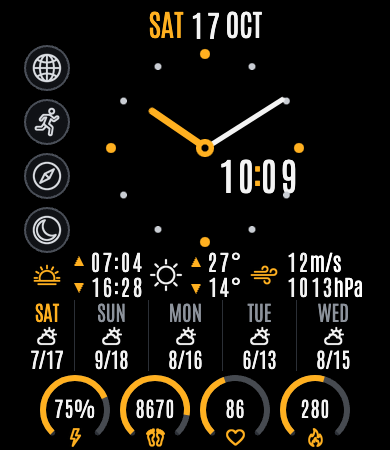 SAT 17 OCT
10:09
07:04 27° 12m/s
16:28 14° 1013hPa
SAT SUN MON TUE WED
7/17 9/18 8/16 6/13 8/15
75% 8670 86 280